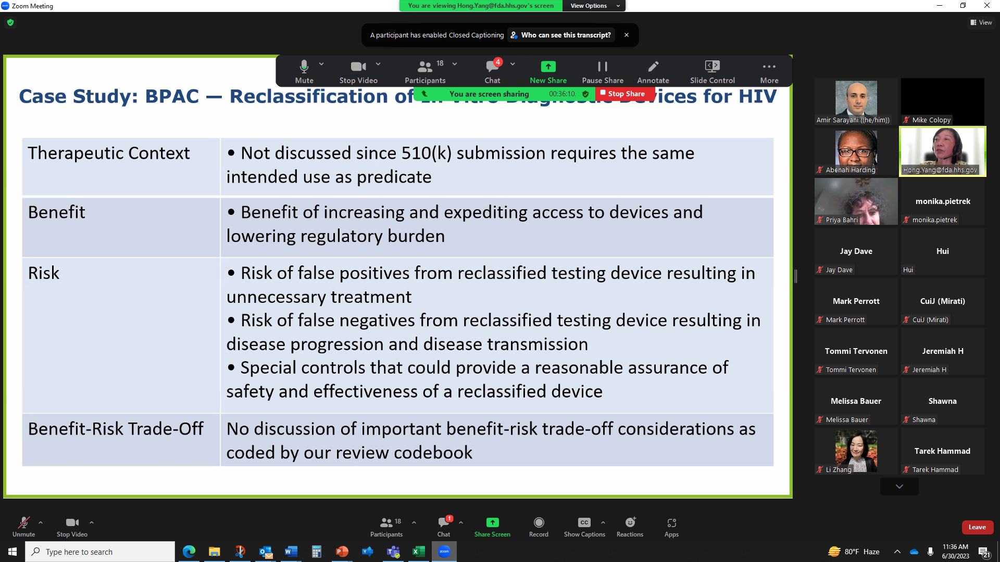 Zoom Meeting
You are viewing Hong.Yang@fda.hhs.gov's screen
View Options
View
A participant has enabled Closed Captioning
Who can see this transcript?
Mute
Stop Video
18
Participants
4
Chat
New Share
Pause Share
Annotate
Slide Control
More
You are screen sharing
00:36:10
Stop Share
Case Study: BPAC — Reclassification of In Vitro Diagnostic Devices for HIV
Therapeutic Context
• Not discussed since 510(k) submission requires the same
intended use as predicate
Benefit
• Benefit of increasing and expediting access to devices and
lowering regulatory burden
Risk
• Risk of false positives from reclassified testing device resulting in
unnecessary treatment
• Risk of false negatives from reclassified testing device resulting in
disease progression and disease transmission
• Special controls that could provide a reasonable assurance of
safety and effectiveness of a reclassified device
Benefit-Risk Trade-Off
No discussion of important benefit-risk trade-off considerations as
coded by our review codebook
Amir Sarayani ((he/him))
Mike Colopy
Abenah Harding
Hong.Yang@fda.hhs.gov
Priya Bahri
monika.pietrek
monika.pietrek
Jay Dave
Jay Dave
Hui
Hui
Mark Perrott
Mark Perrott
CuiJ (Mirati)
CuiJ (Mirati)
Tommi Tervonen
Tommi Tervonen
Jeremiah H
Jeremiah H
Melissa Bauer
Melissa Bauer
Shawna
Shawna
Li Zhang
Tarek Hammad
Tarek Hammad
Unmute
Stop Video
18
Participants
1
Chat
Share Screen
Record
CC
Show Captions
Reactions
Apps
Leave
Type here to search
zoom
80°F Haze
11:36 AM
6/30/2023
21